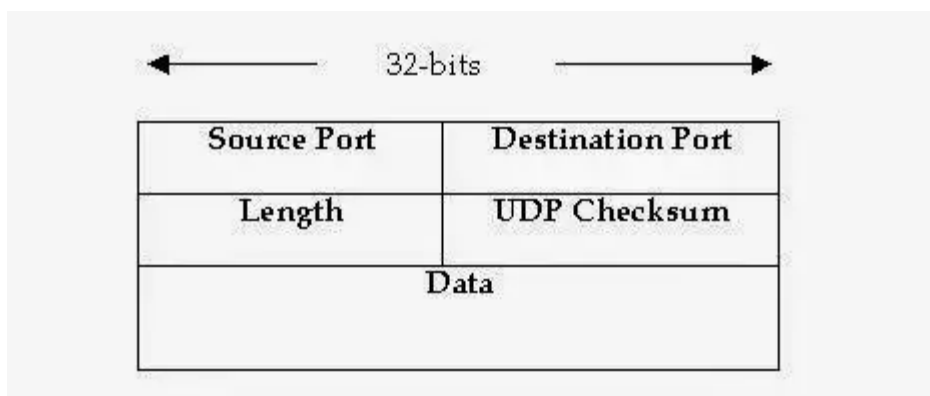 32-bits
Source Port Destination Port
Length UDP Checksum
Data